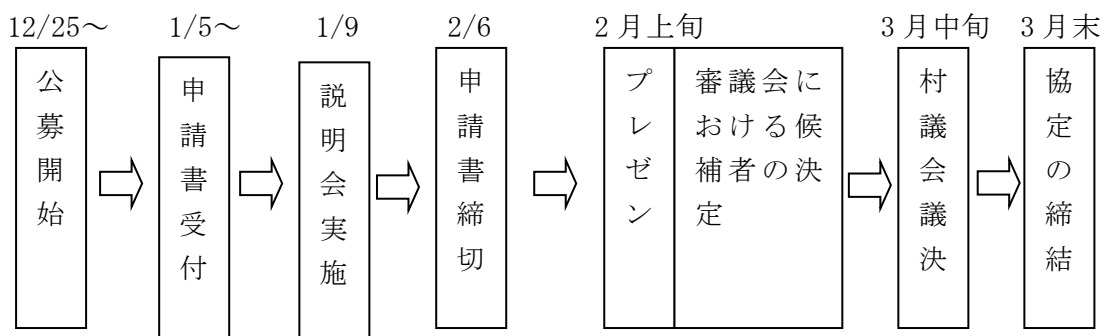 12/25～
公募開始
1/5～
申請書受付
1/9
説明会実施
2/6
申請書締切
2月上旬
プレゼン
審議会に
おける候
補者の決
定
3月中旬
村議会議決
3月末
協定の締結